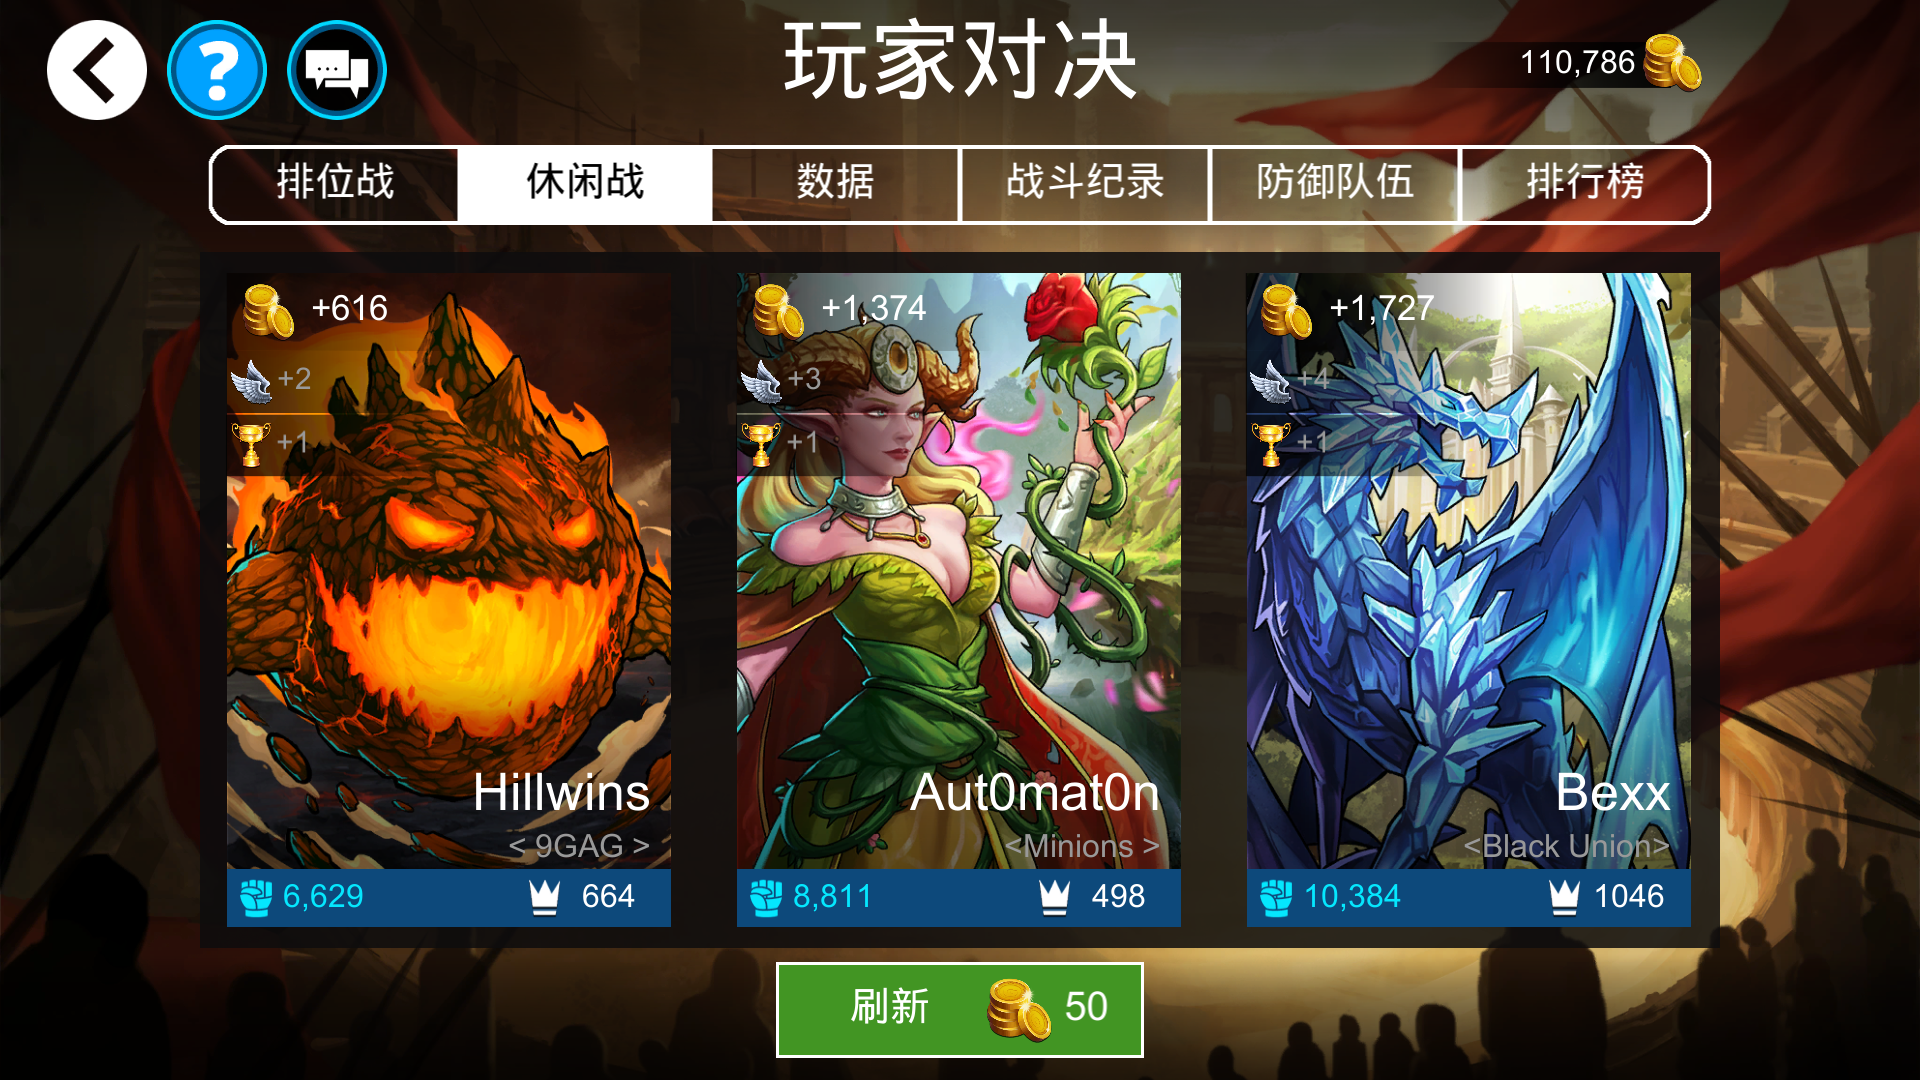 玩家对决
110,786
排位战
休闲战
数据
战斗纪录
防御队伍
排行榜
+616
+2
+1
Hillwins
< 9GAG >
6,629
664
+1,374
+3
+1
Aut0mat0n
<Minions >
8,811
498
+1,727
+4
+1
Bexx
<Black Union>
10,384
1046
刷新 50